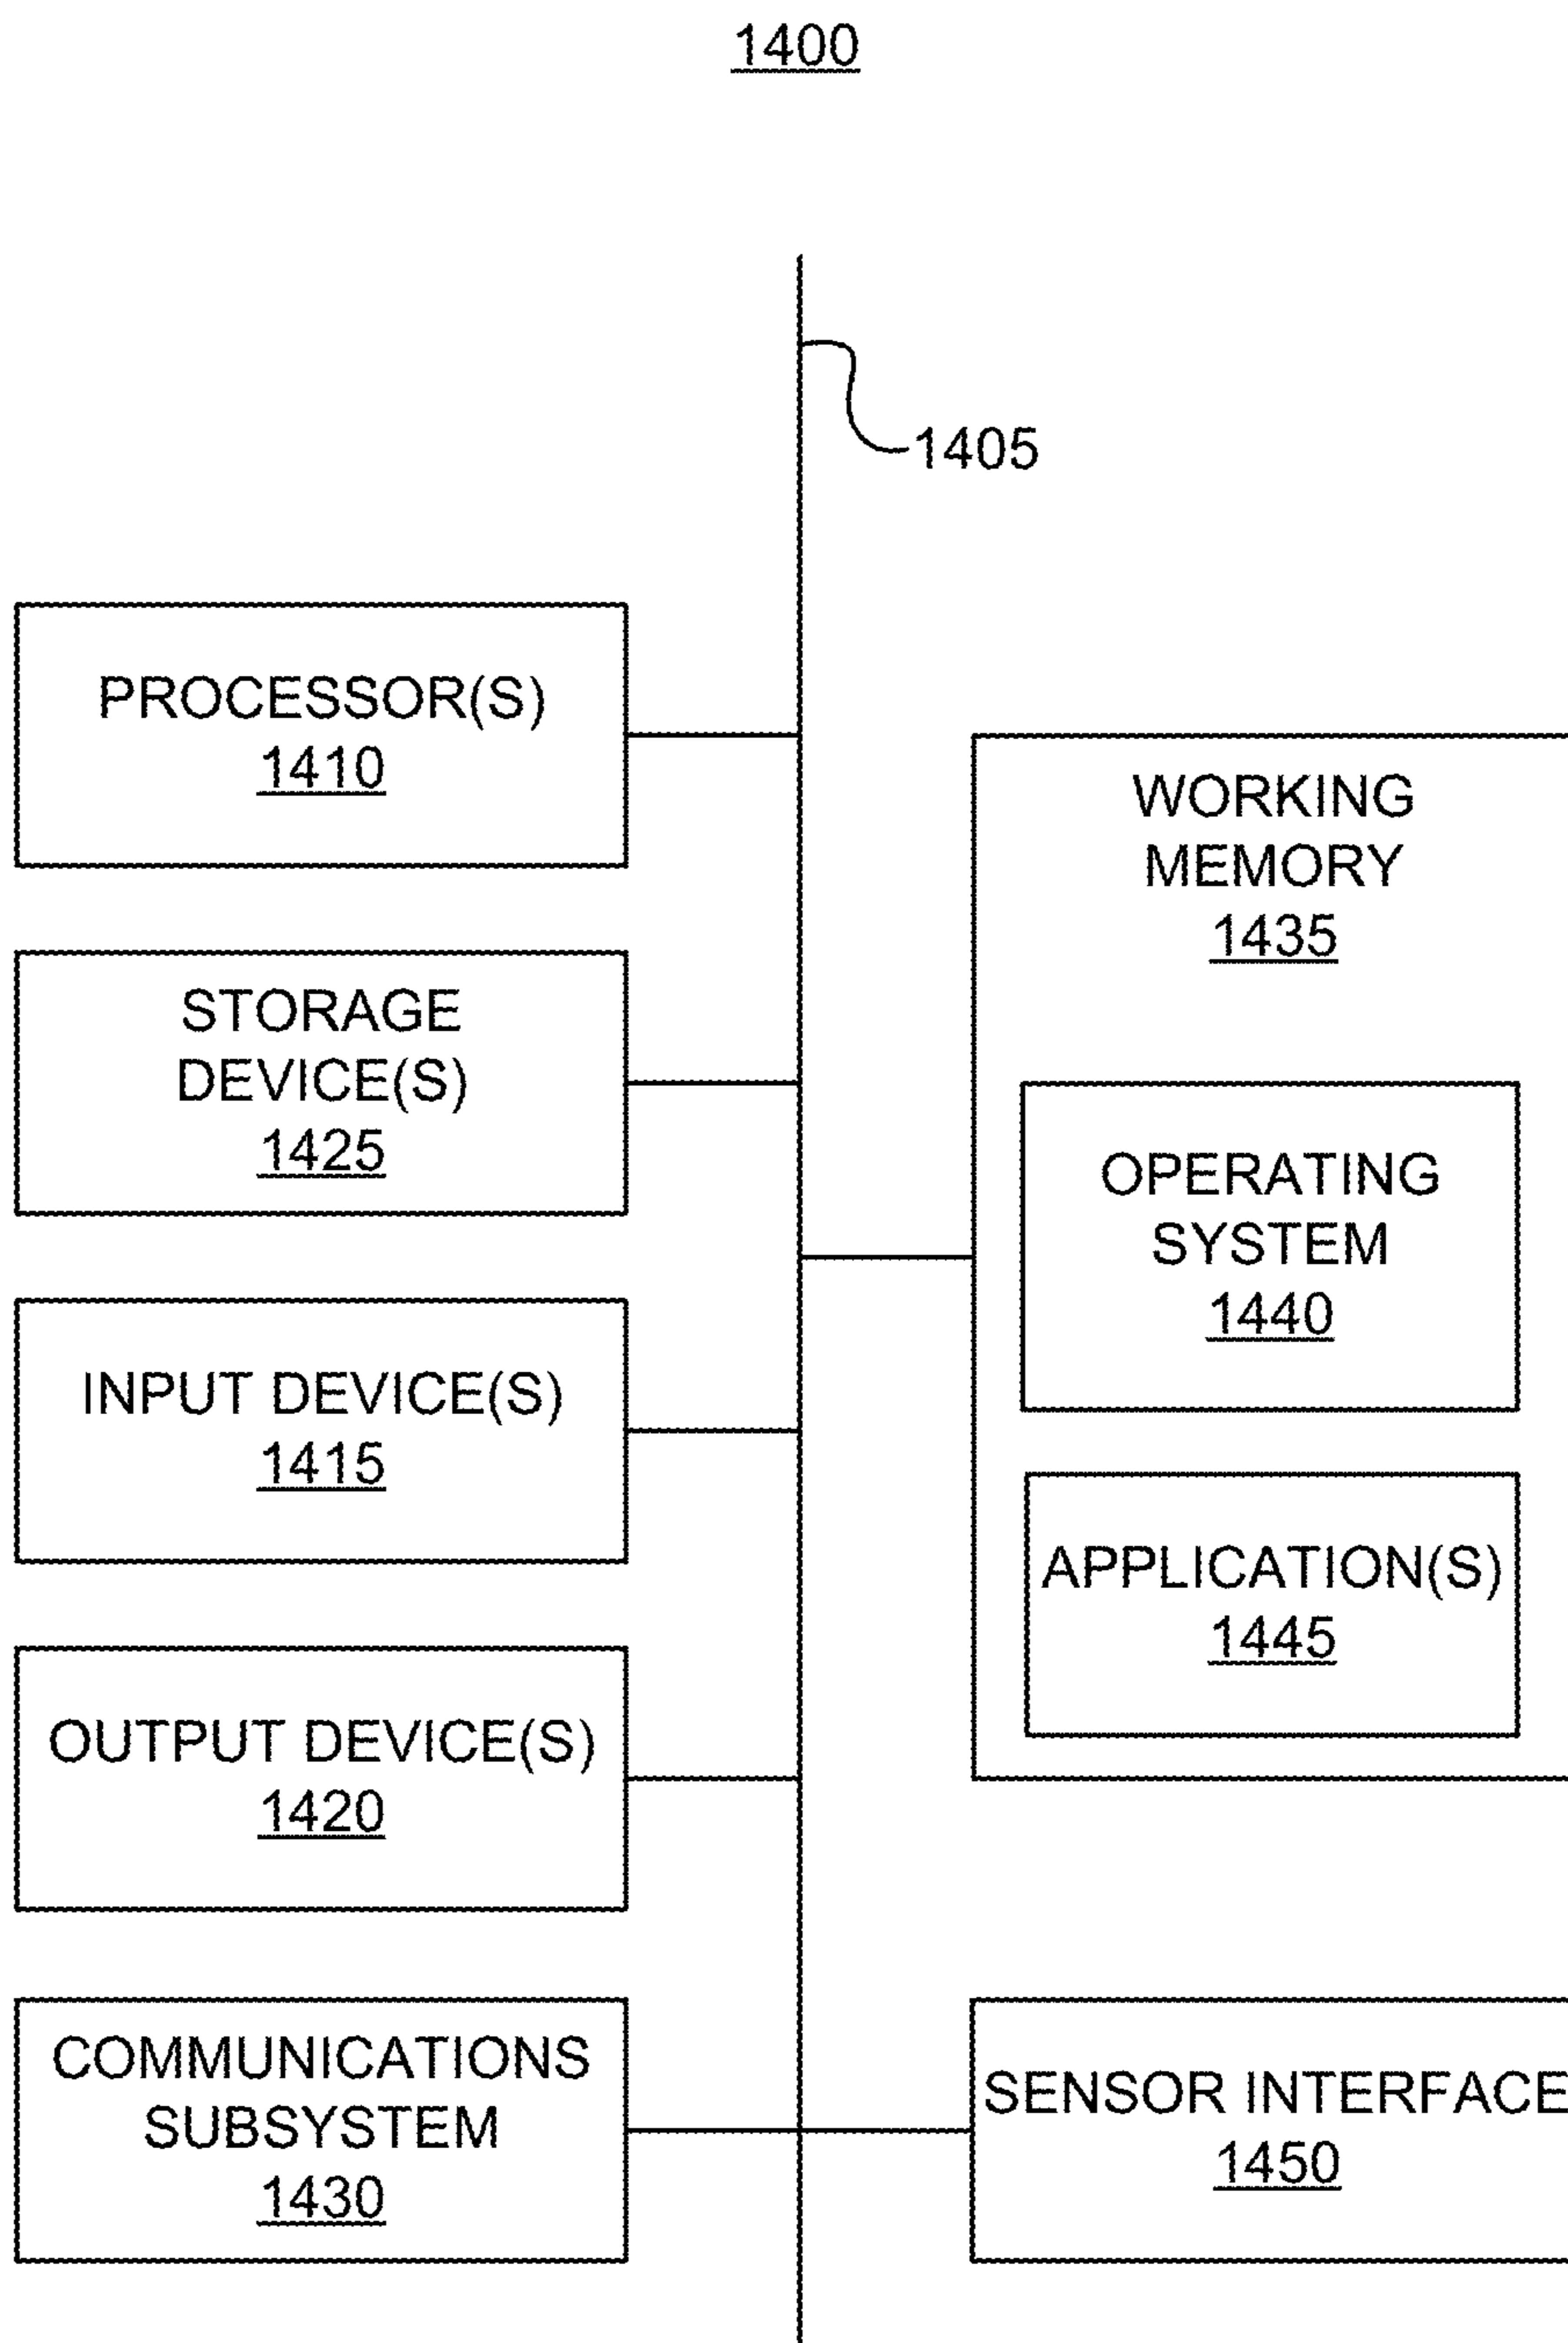 1400
1405
PROCESSOR(S)
1410
STORAGE
DEVICE(S)
1425
INPUT DEVICE(S)
1415
OUTPUT DEVICE(S)
1420
COMMUNICATIONS
SUBSYSTEM
1430
WORKING
MEMORY
1435
OPERATING
SYSTEM
1440
APPLICATION(S)
1445
SENSOR INTERFACE
1450